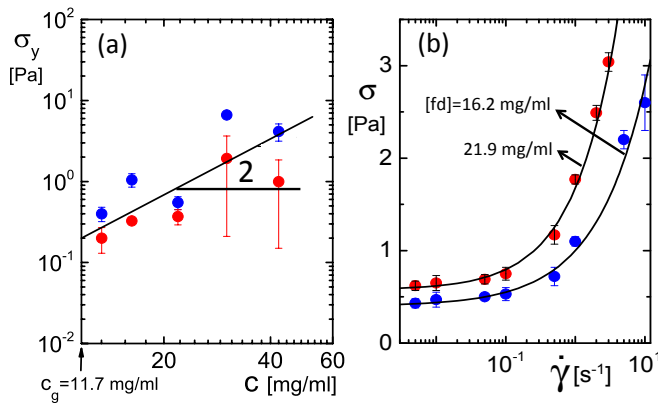 σy
[Pa]
(a)
10²
10¹
10⁰
10⁻¹
10⁻²
2
20
40
60
c [mg/ml]
cg=11.7 mg/ml
(b)
σ
[Pa]
3
2
1
0
[fd]=16.2 mg/ml
21.9 mg/ml
10⁻¹
10¹
γ̇ [s⁻¹]